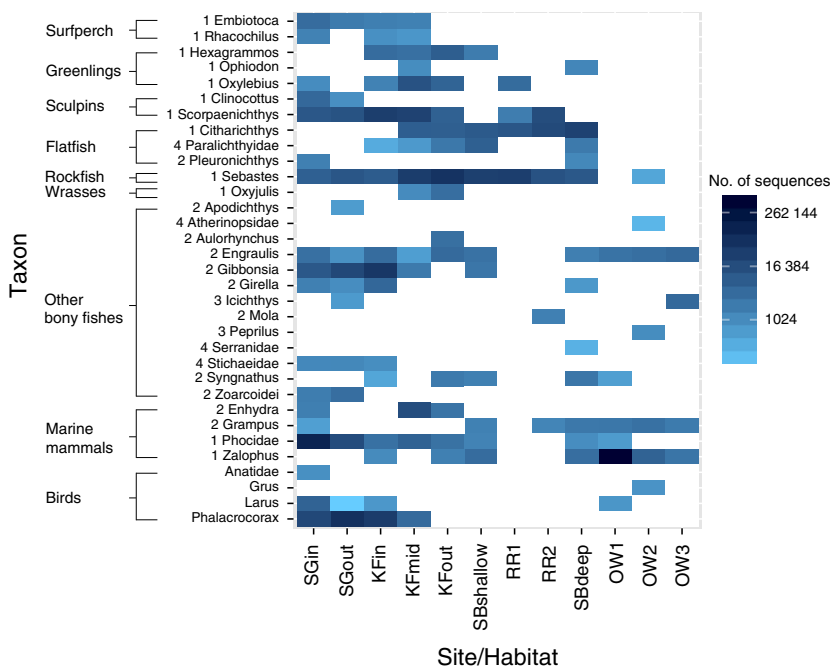 Taxon
Surfperch
Greenlings
Sculpins
Flatfish
Rockfish
Wrasses
Other
bony fishes
Marine
mammals
Birds
1 Embiotoca
1 Rhacochilus
1 Hexagrammos
1 Ophiodon
1 Oxylebius
1 Clinocottus
1 Scorpaenichthys
1 Citharichthys
4 Paralichthyidae
2 Pleuronichthys
1 Sebastes
1 Oxyjulis
2 Apodichthys
4 Atherinopsidae
2 Aulorhynchus
2 Engraulis
2 Gibbonsia
2 Girella
3 Icichthys
2 Mola
3 Peprilus
4 Serranidae
4 Stichaeidae
2 Syngnathus
2 Zoarcoidei
2 Enhydra
2 Grampus
1 Phocidae
1 Zalophus
Anatidae
Grus
Larus
Phalacrocorax
SGin
SGout
KFin
KFmid
KFout
SBshallow
RR1
RR2
SBdeep
OW1
OW2
OW3
Site/Habitat
No. of sequences
262 144
16 384
1024